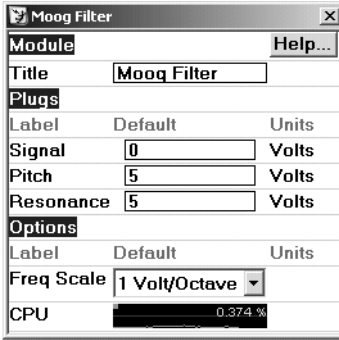 Moog Filter
Module Help...
Title Moog Filter
Plugs
Label Default Units
Signal 0 Volts
Pitch 5 Volts
Resonance 5 Volts
Options
Label Default Units
Freq Scale 1 Volt/Octave
CPU 0.374 %